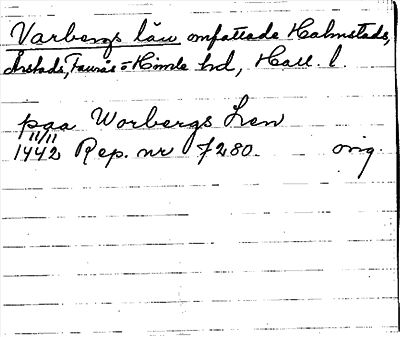 Varbergs län omfattade Halmstads,
Årstads, Faurås = Himle hd, Hall. l.
paa Worbergs Len
11/11
1442 Rep. nr 7280. orig.